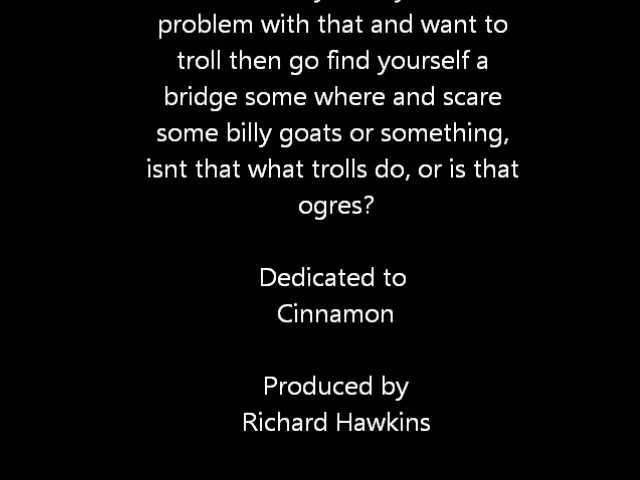 problem with that and want to
troll then go find yourself a
bridge some where and scare
some billy goats or something,
isnt that what trolls do, or is that
ogres?
Dedicated to
Cinnamon
Produced by
Richard Hawkins